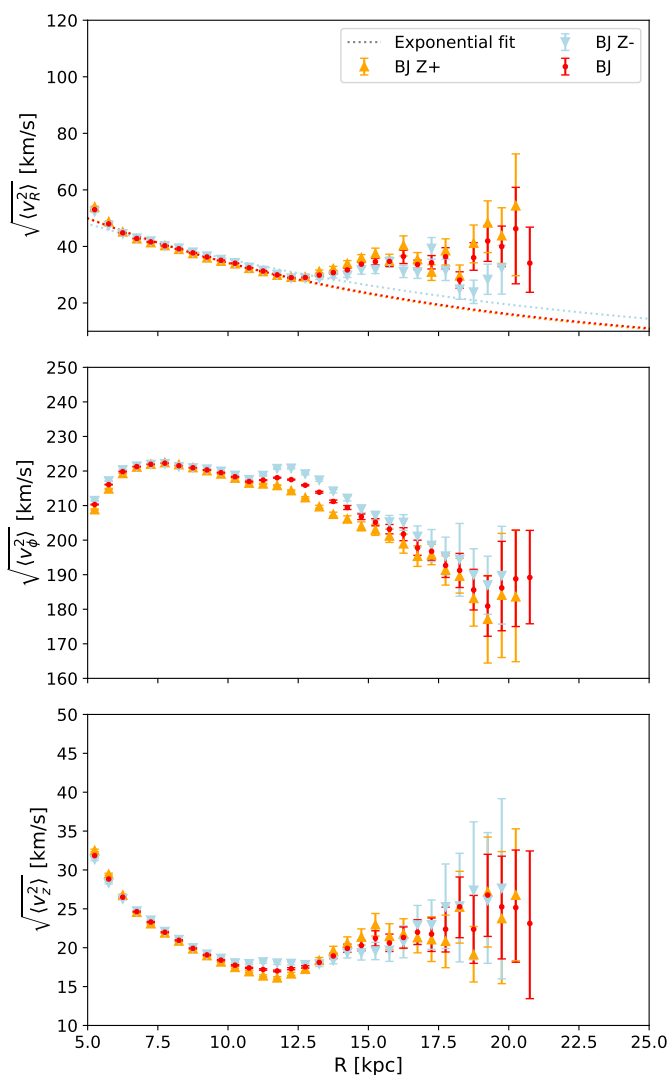 120
100
80
60
40
20
√⟨v_R^2⟩ [km/s]
Exponential fit
BJ Z+
BJ Z-
BJ
250
240
230
220
210
200
190
180
170
160
√⟨v_ϕ^2⟩ [km/s]
50
45
40
35
30
25
20
15
10
√⟨v_z^2⟩ [km/s]
5.0 7.5 10.0 12.5 15.0 17.5 20.0 22.5 25.0
R [kpc]